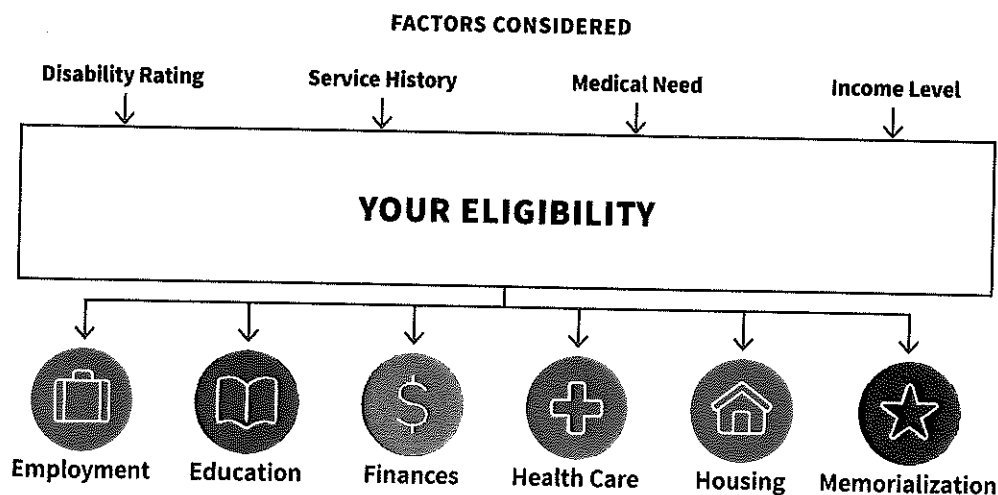 FACTORS CONSIDERED
Disability Rating
Service History
Medical Need
Income Level
YOUR ELIGIBILITY
$
Employment
Education
Finances
Health Care
Housing
Memorialization